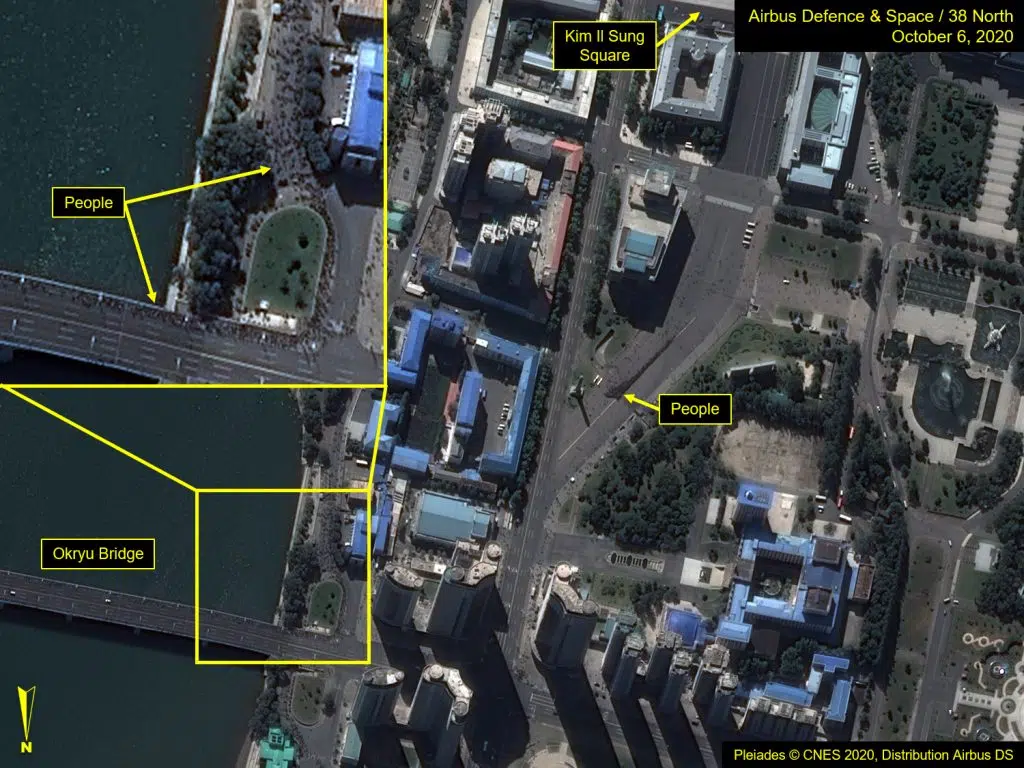 Airbus Defence & Space / 38 North
October 6, 2020
Kim Il Sung
Square
People
People
Okryu Bridge
N
Pleiades © CNES 2020, Distribution Airbus DS